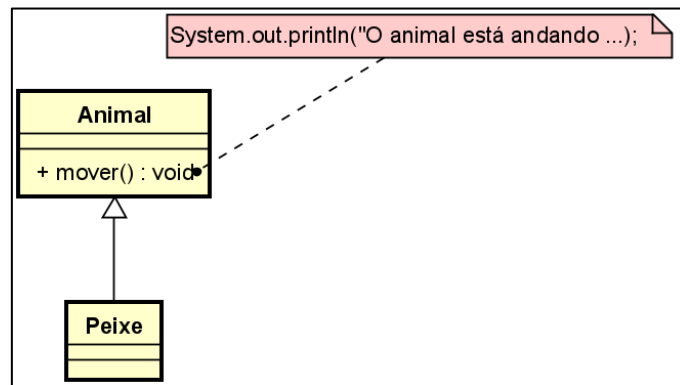 System.out.println("O animal está andando ...);
Animal
+ mover() : void
Peixe